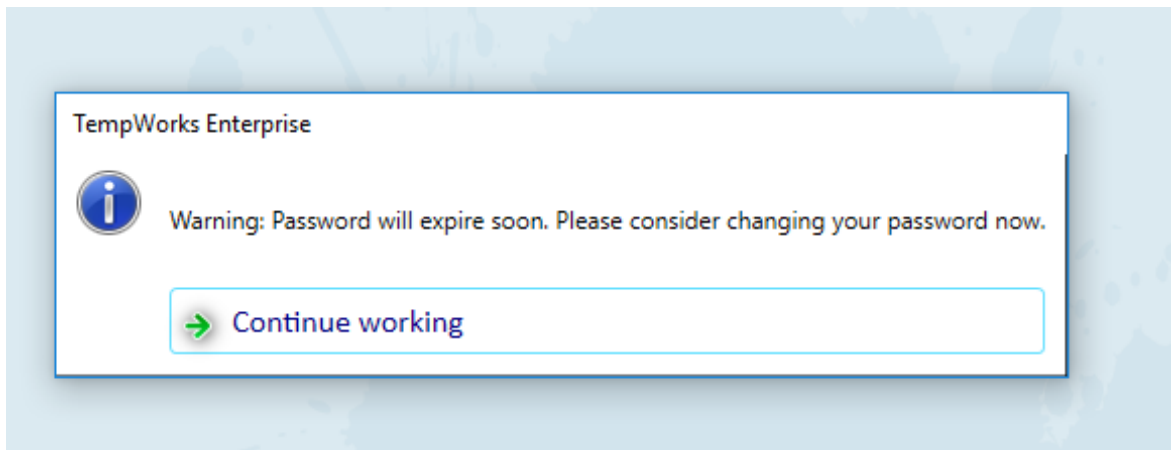 TempWorks Enterprise
Warning: Password will expire soon. Please consider changing your password now.
Continue working